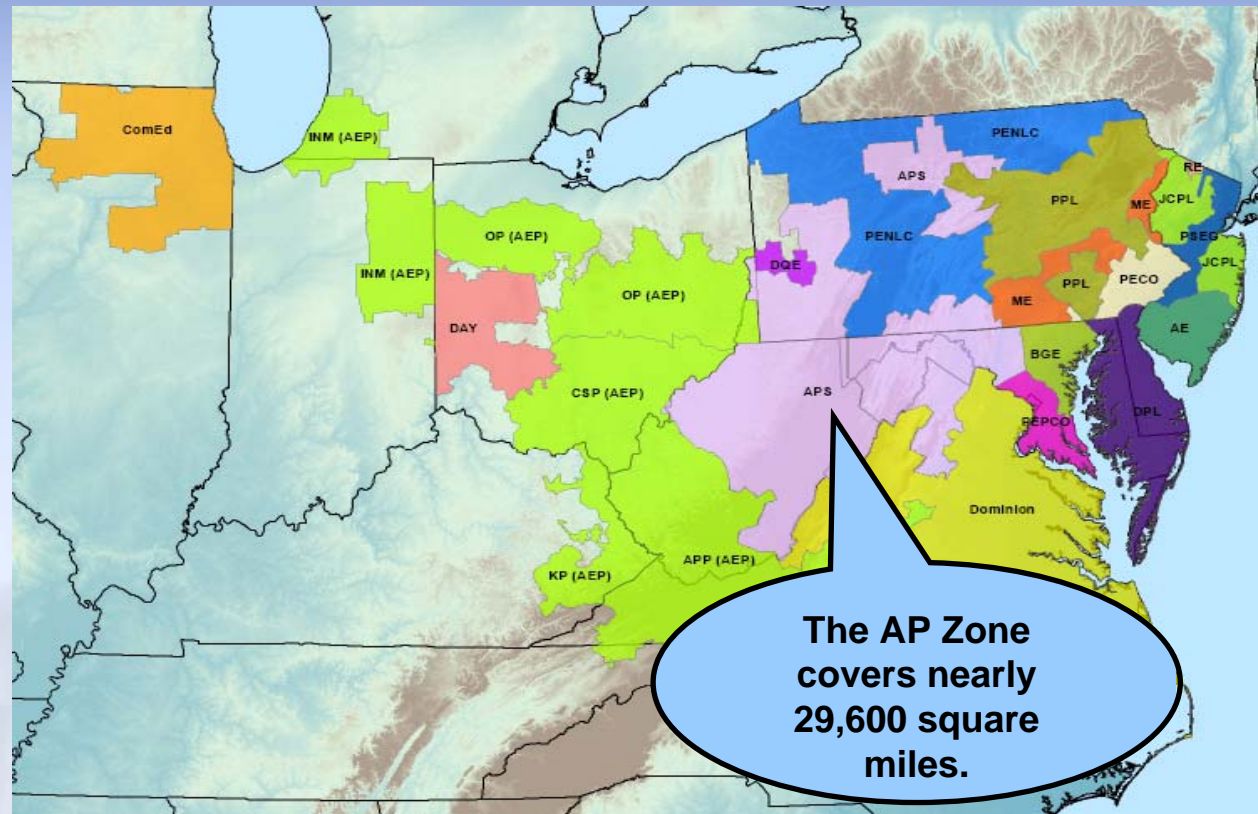 ComEd
INM (AEP)
PENLC
APS
RE
PPL
ME
JCPL
OP (AEP)
PENLC
PSEG
INM (AEP)
DQE
JCPL
PPL
PECO
OP (AEP)
ME
DAY
AE
BGE
CSP (AEP)
APS
DPL
PEPCO
Dominion
APP (AEP)
KP (AEP)
The AP Zone
covers nearly
29,600 square
miles.